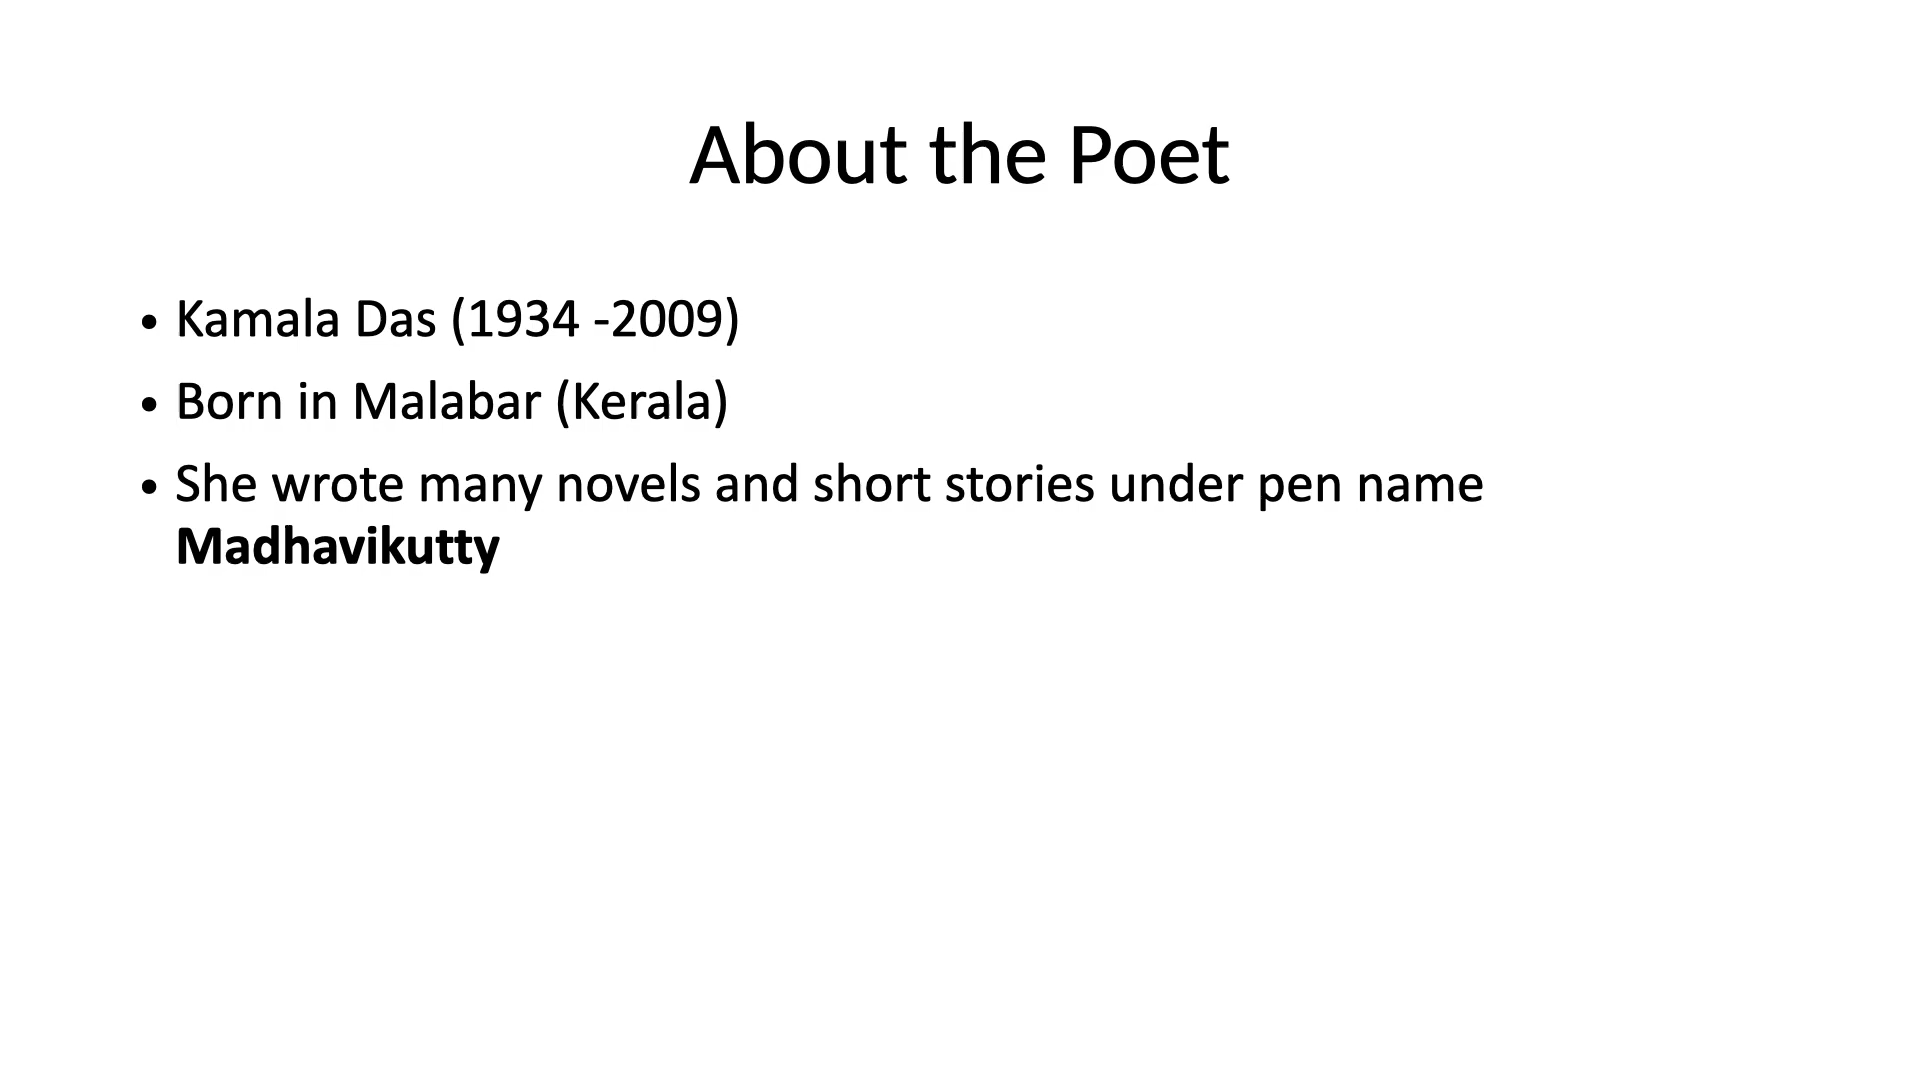 About the Poet
• Kamala Das (1934 -2009)
• Born in Malabar (Kerala)
• She wrote many novels and short stories under pen name
Madhavikutty